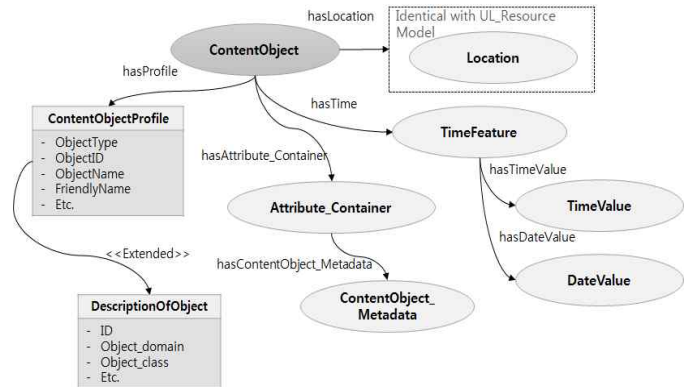 hasLocation
Identical with UL_Resource
Model
ContentObject
Location
hasProfile
hasTime
ContentObjectProfile
- ObjectType
- ObjectID
- ObjectName
- FriendlyName
- Etc.
TimeFeature
hasAttribute_Container
hasTimeValue
Attribute_Container
TimeValue
hasDateValue
<<Extended>>
hasContentObject_Metadata
DateValue
ContentObject_
Metadata
DescriptionOfObject
- ID
- Object_domain
- Object_class
- Etc.